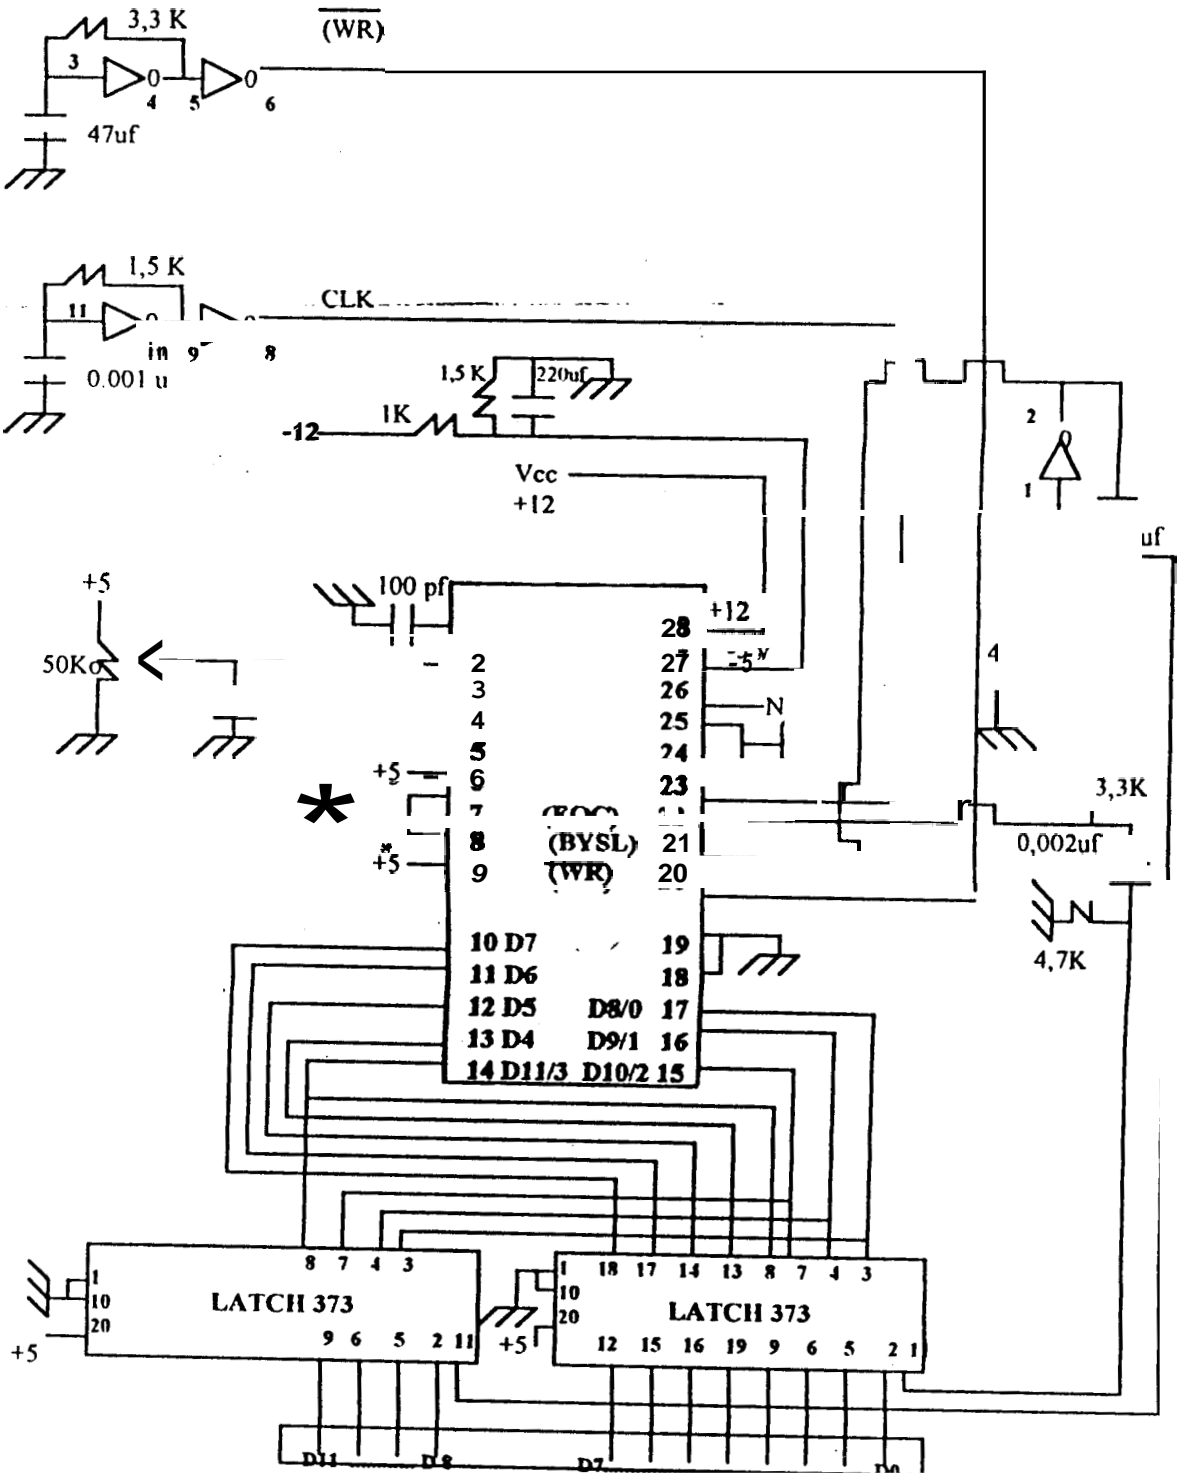 3,3 K
(WR)
3
4
5
6
47uf
1,5 K
CLK
11
in 9 8
0.001 u
1,5 K
220uf
1K
-12
2
Vcc
+12
1
uf
+5
100 pf
28
+12
50K
2
27
-5
4
3
26
N
4
25
5
24
+5
6
23
3,3K
7
(EOC)
8
(BYSL)
21
0,002uf
+5
9
(WR)
20
10 D7
19
4,7K
11 D6
18
12 D5
D8/0 17
13 D4
D9/1 16
14 D11/3
D10/2 15
8 7 4 3
18 17 14 13 8 7 4 3
1
10
20
LATCH 373
1
10
20
LATCH 373
+5
9 6 5 2 11
+5
12 15 16 19 9 6 5 2 1
D11
D8
D7
D0